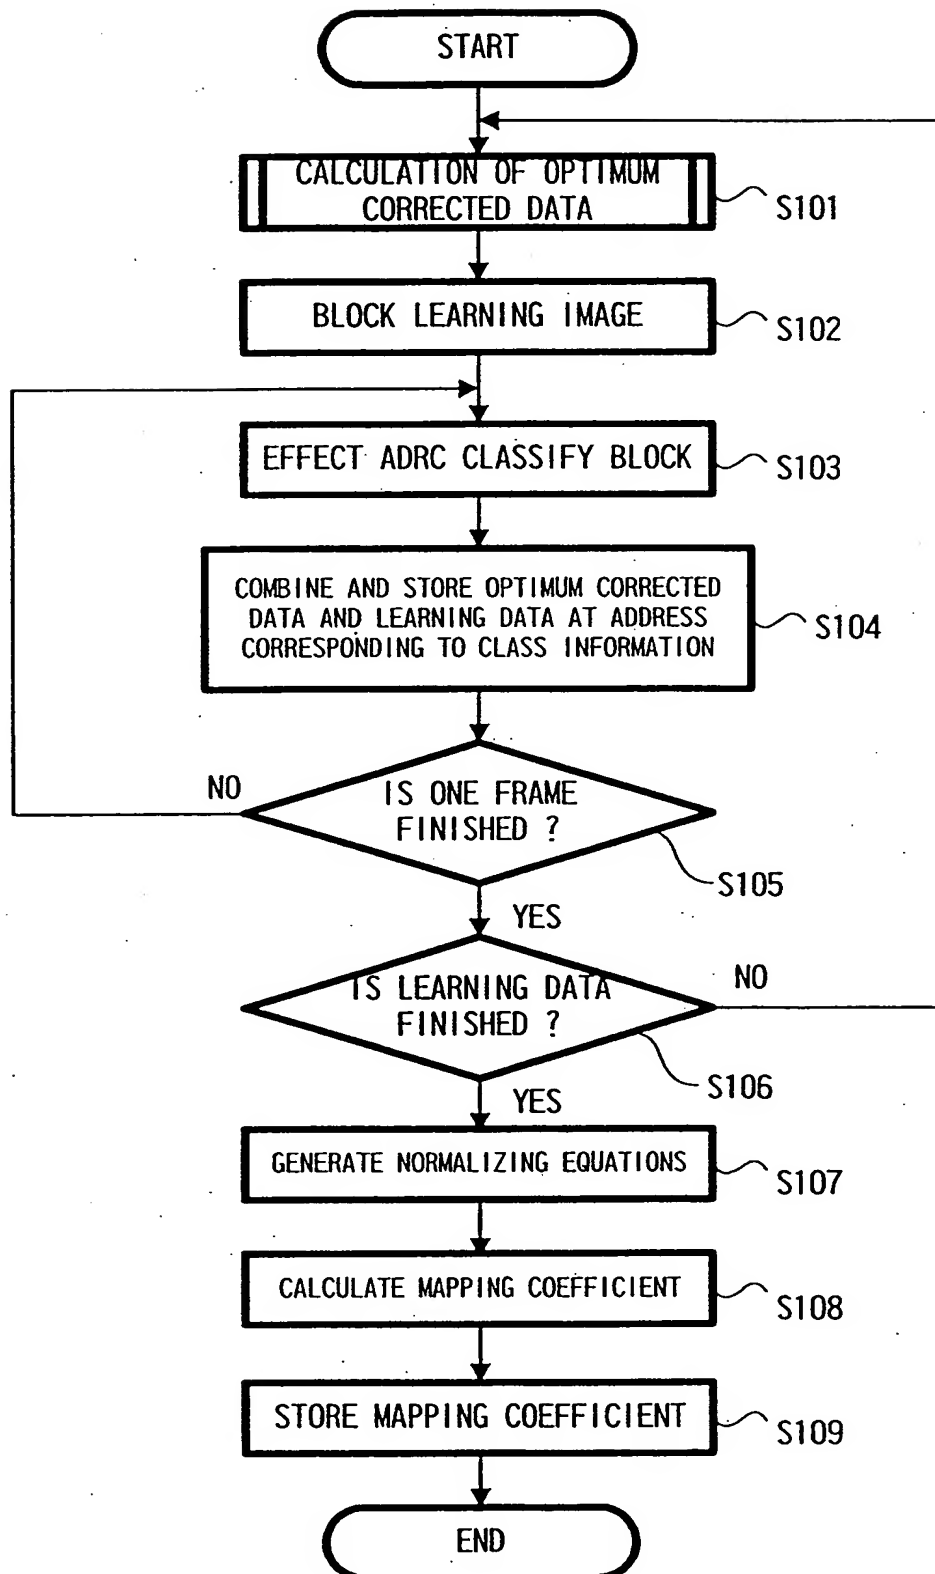 START
CALCULATION OF OPTIMUM
CORRECTED DATA
S101
BLOCK LEARNING IMAGE
S102
EFFECT ADRC CLASSIFY BLOCK
S103
COMBINE AND STORE OPTIMUM CORRECTED
DATA AND LEARNING DATA AT ADDRESS
CORRESPONDING TO CLASS INFORMATION
S104
NO
IS ONE FRAME
FINISHED ?
S105
YES
IS LEARNING DATA
FINISHED ?
NO
S106
YES
GENERATE NORMALIZING EQUATIONS
S107
CALCULATE MAPPING COEFFICIENT
S108
STORE MAPPING COEFFICIENT
S109
END